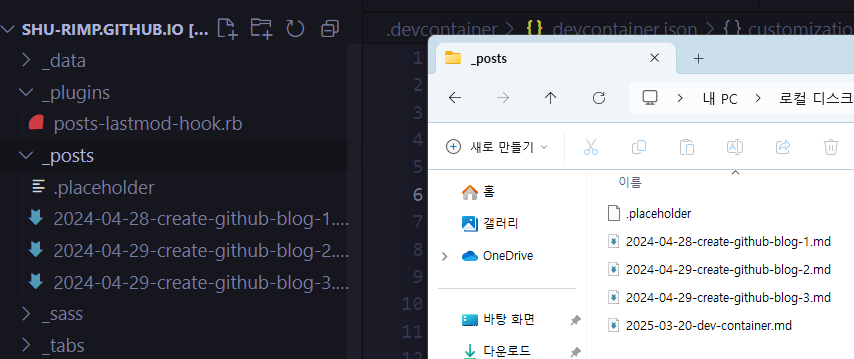 SHU-RIMP.GITHUB.IO [...
_data
_plugins
posts-lastmod-hook.rb
_posts
.placeholder
2024-04-28-create-github-blog-1....
2024-04-29-create-github-blog-2....
2024-04-29-create-github-blog-3....
_sass
_tabs
.devcontainer > {} devcontainer.json > {} customizatio
1
2
3
4
5
6
7
8
9
10
11
12
_posts
내 PC > 로컬 디스크
새로 만들기
홈
갤러리
OneDrive
바탕 화면
다운로드
이름
.placeholder
2024-04-28-create-github-blog-1.md
2024-04-29-create-github-blog-2.md
2024-04-29-create-github-blog-3.md
2025-03-20-dev-container.md